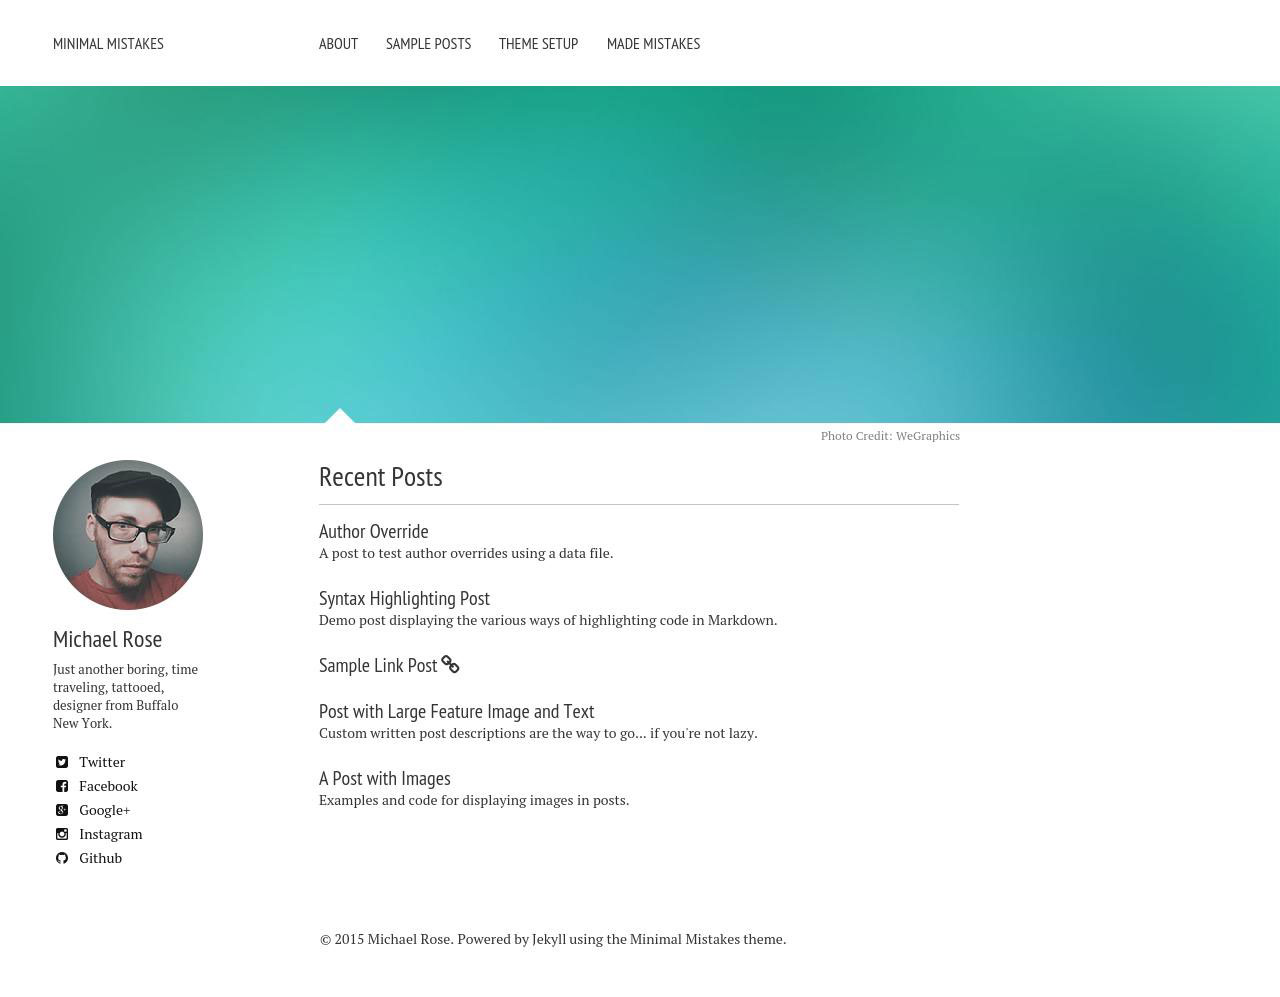 MINIMAL MISTAKES
ABOUT SAMPLE POSTS THEME SETUP MADE MISTAKES
Photo Credit: WeGraphics
Michael Rose
Just another boring, time
traveling, tattooed,
designer from Buffalo
New York.
Twitter
Facebook
Google+
Instagram
Github
Recent Posts
Author Override
A post to test author overrides using a data file.
Syntax Highlighting Post
Demo post displaying the various ways of highlighting code in Markdown.
Sample Link Post
Post with Large Feature Image and Text
Custom written post descriptions are the way to go... if you're not lazy.
A Post with Images
Examples and code for displaying images in posts.
© 2015 Michael Rose. Powered by Jekyll using the Minimal Mistakes theme.